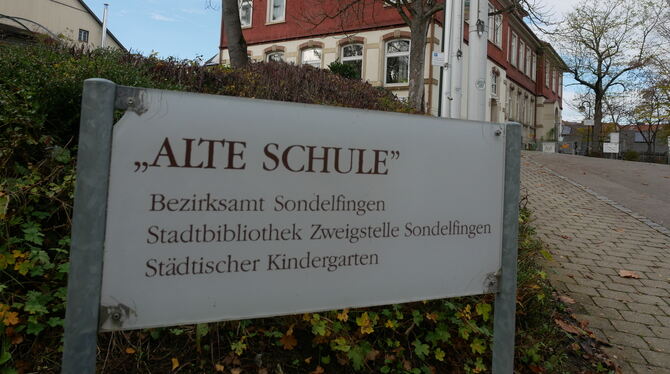 „ALTE SCHULE”
Bezirksamt Sondelfingen
Stadtbibliothek Zweigstelle Sondelfingen
Städtischer Kindergarten